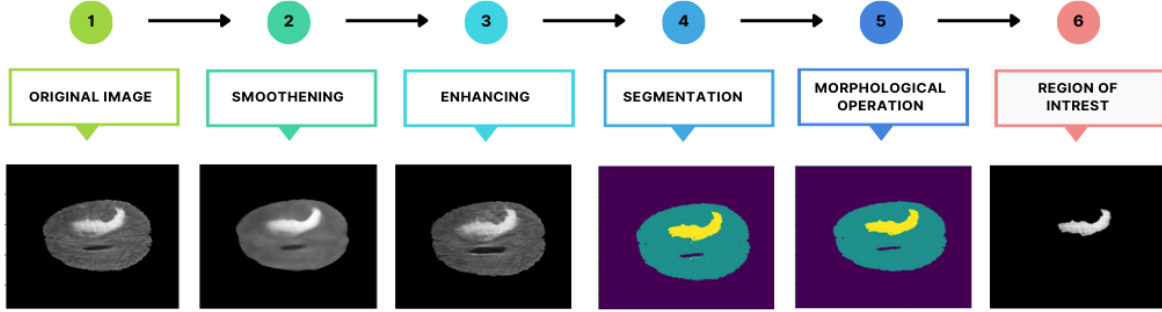 1
2
3
4
5
6
ORIGINAL IMAGE
SMOOTHENING
ENHANCING
SEGMENTATION
MORPHOLOGICAL
OPERATION
REGION OF
INTREST